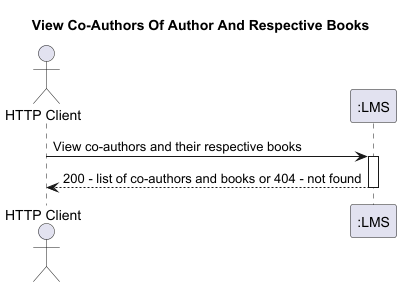 View Co-Authors Of Author And Respective Books
HTTP Client
:LMS
View co-authors and their respective books
200 - list of co-authors and books or 404 - not found
HTTP Client
:LMS